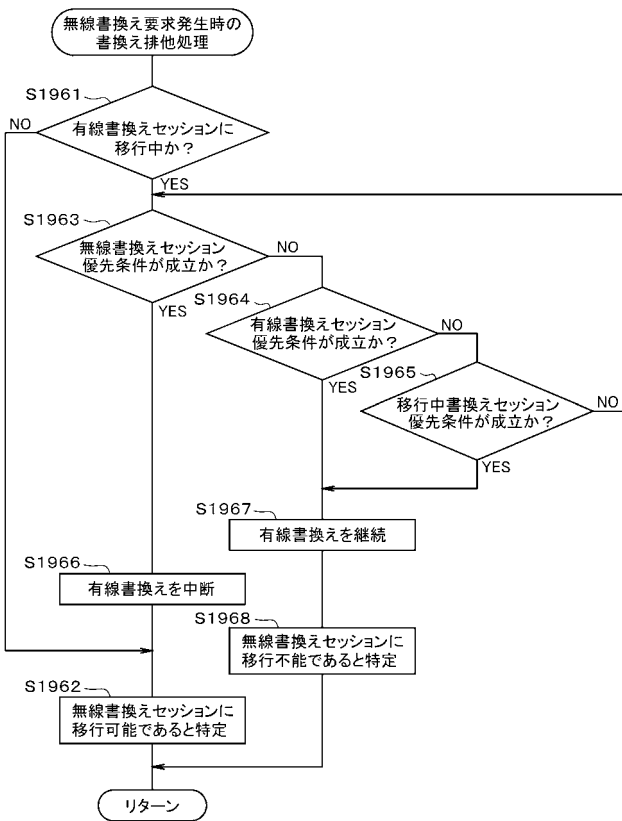 無線書換え要求発生時の
書換え排他処理
S1961
有線書換えセッションに
移行中か？
NO
YES
S1963
無線書換えセッション
優先条件が成立か？
NO
YES
S1964
有線書換えセッション
優先条件が成立か？
NO
YES
S1965
移行中書換えセッション
優先条件が成立か？
NO
YES
S1967
有線書換えを継続
S1966
有線書換えを中断
S1968
無線書換えセッションに
移行不能であると特定
S1962
無線書換えセッションに
移行可能であると特定
リターン